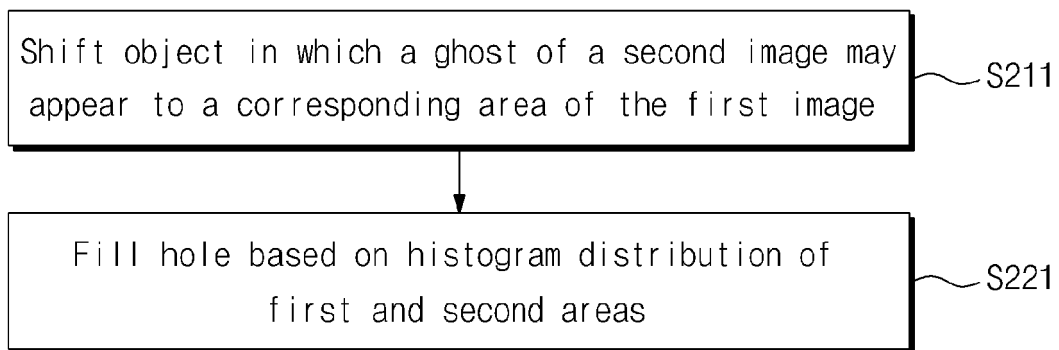 Shift object in which a ghost of a second image may
appear to a corresponding area of the first image
S211
Fill hole based on histogram distribution of
first and second areas
S221